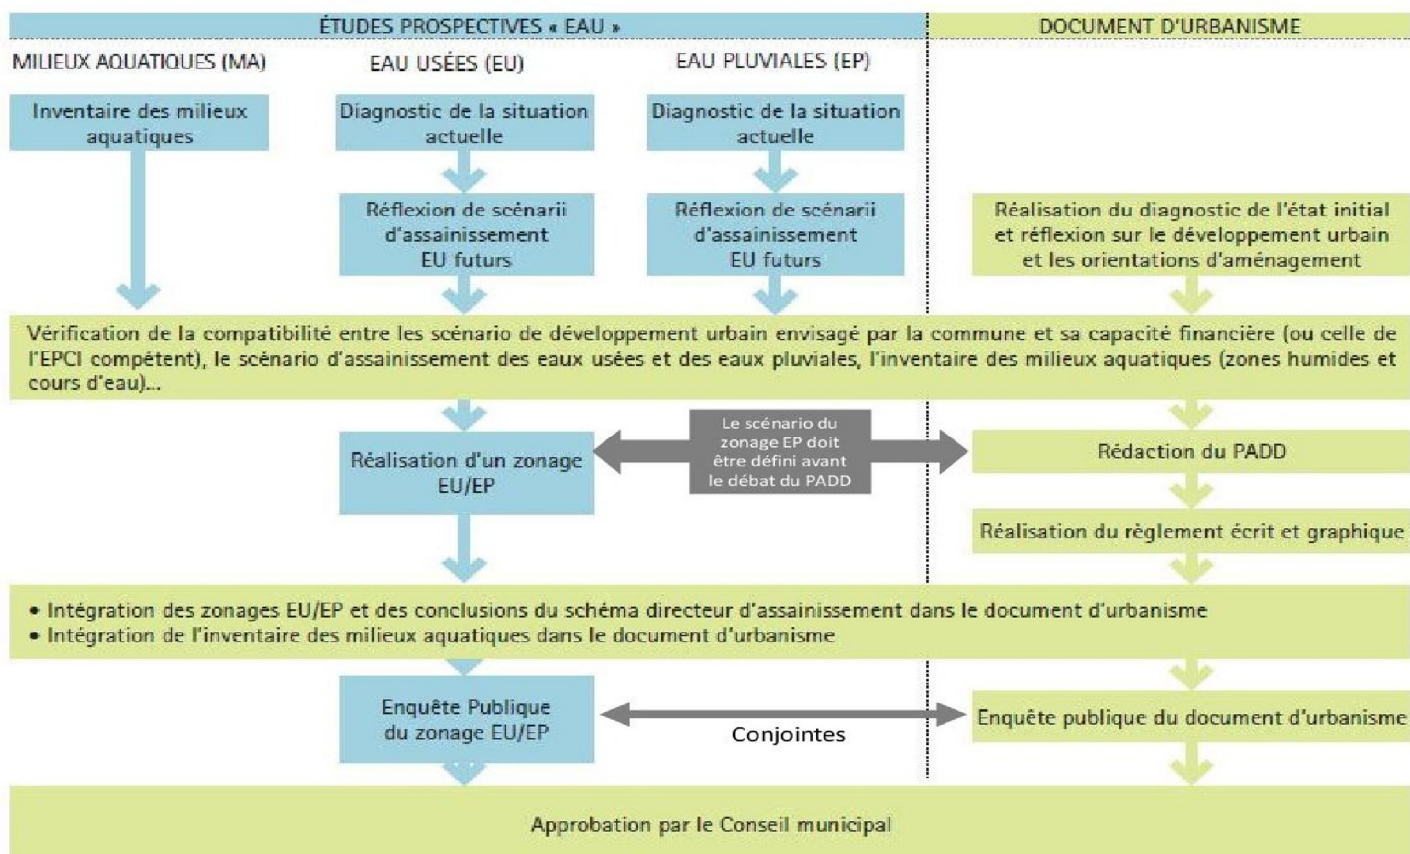 ÉTUDES PROSPECTIVES « EAU »
DOCUMENT D'URBANISME
MILIEUX AQUATIQUES (MA)
EAU USÉES (EU)
EAU PLUVIALES (EP)
Inventaire des milieux
aquatiques
Diagnostic de la situation
actuelle
Diagnostic de la situation
actuelle
Réflexion de scénarii
d'assainissement
EU futurs
Réflexion de scénarii
d'assainissement
EU futurs
Réalisation du diagnostic de l'état initial
et réflexion sur le développement urbain
et les orientations d'aménagement
Vérification de la compatibilité entre les scénario de développement urbain envisagé par la commune et sa capacité financière (ou celle de
l'EPCI compétent), le scénario d'assainissement des eaux usées et des eaux pluviales, l'inventaire des milieux aquatiques (zones humides et
cours d'eau)...
Réalisation d'un zonage
EU/EP
Le scénario du
zonage EP doit
être défini avant
le débat du PADD
Rédaction du PADD
Réalisation du règlement écrit et graphique
• Intégration des zonages EU/EP et des conclusions du schéma directeur d'assainissement dans le document d'urbanisme
• Intégration de l'inventaire des milieux aquatiques dans le document d'urbanisme
Enquête Publique
du zonage EU/EP
Conjointes
Enquête publique du document d'urbanisme
Approbation par le Conseil municipal